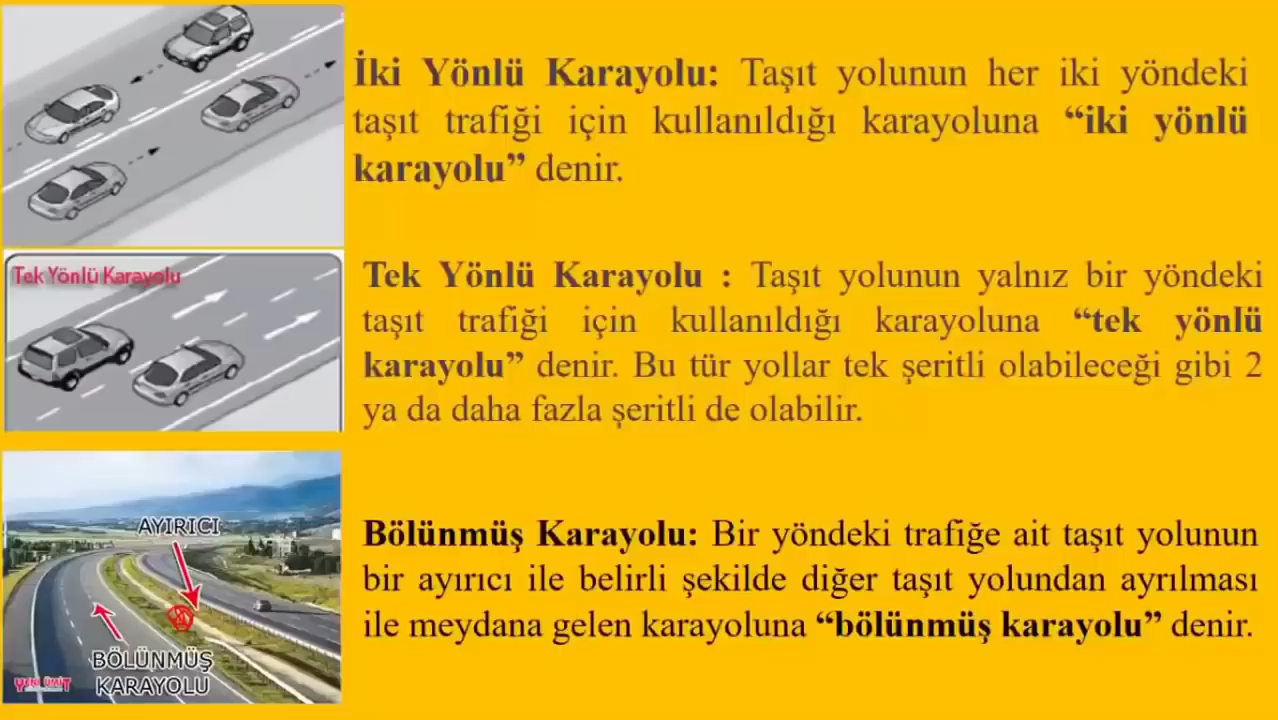 İki Yönlü Karayolu: Taşıt yolunun her iki yöndeki
taşıt trafiği için kullanıldığı karayoluna “iki yönlü
karayolu” denir.
Tek Yönlü Karayolu
Tek Yönlü Karayolu : Taşıt yolunun yalnız bir yöndeki
taşıt trafiği için kullanıldığı karayoluna “tek yönlü
karayolu” denir. Bu tür yollar tek şeritli olabileceği gibi 2
ya da daha fazla şeritli de olabilir.
AYIRICI
BÖLÜNMÜŞ
KARAYOLU
YENİ ÜMİT
Bölünmüş Karayolu: Bir yöndeki trafiğe ait taşıt yolunun
bir ayırıcı ile belirli şekilde diğer taşıt yolundan ayrılması
ile meydana gelen karayoluna “bölünmüş karayolu” denir.